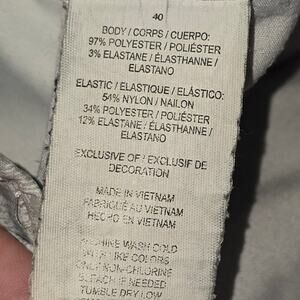 40
BODY / CORPS / CUERPO:
97% POLYESTER / POLIÉSTER
3% ELASTANE / ÉLASTHANNE /
ELASTANO
ELASTIC / ELASTIQUE / ELÁSTICO:
54% NYLON / NAILON
34% POLYESTER / POLIÉSTER
12% ELASTANE / ÉLASTHANNE /
ELASTANO
EXCLUSIVE OF / EXCLUSIF DE
DECORATION
MADE IN VIETNAM
FABRIQUÉ AU VIETNAM
HECHO EN VIETNAM
WASH COLD
LIKE COLORS
ONLY NON-CHLORINE
BLEACH IF NEEDED
TUMBLE DRY LOW